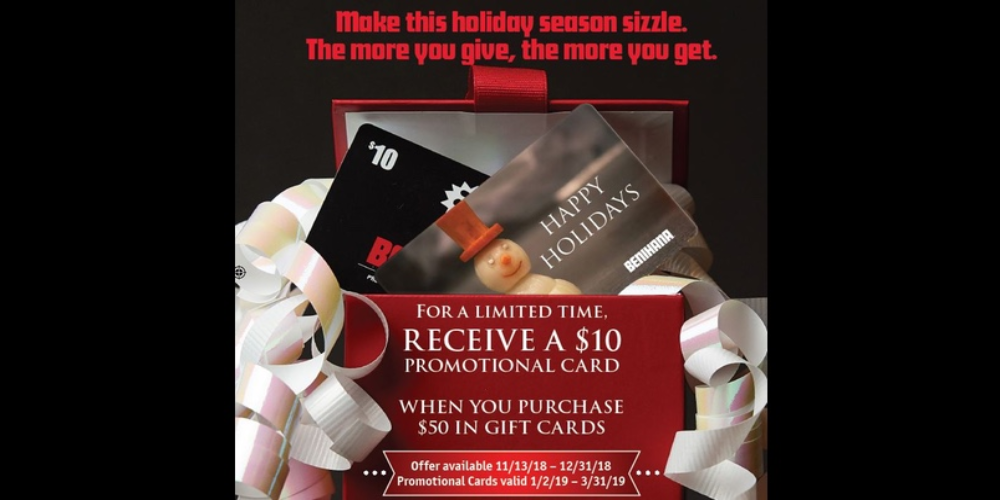 Make this holiday season sizzle.
The more you give, the more you get.
$10
HAPPY
HOLIDAYS
BENIHANA
FOR A LIMITED TIME,
RECEIVE A $10
PROMOTIONAL CARD
WHEN YOU PURCHASE
$50 IN GIFT CARDS
Offer available 11/13/18 – 12/31/18
Promotional Cards valid 1/2/19 – 3/31/19